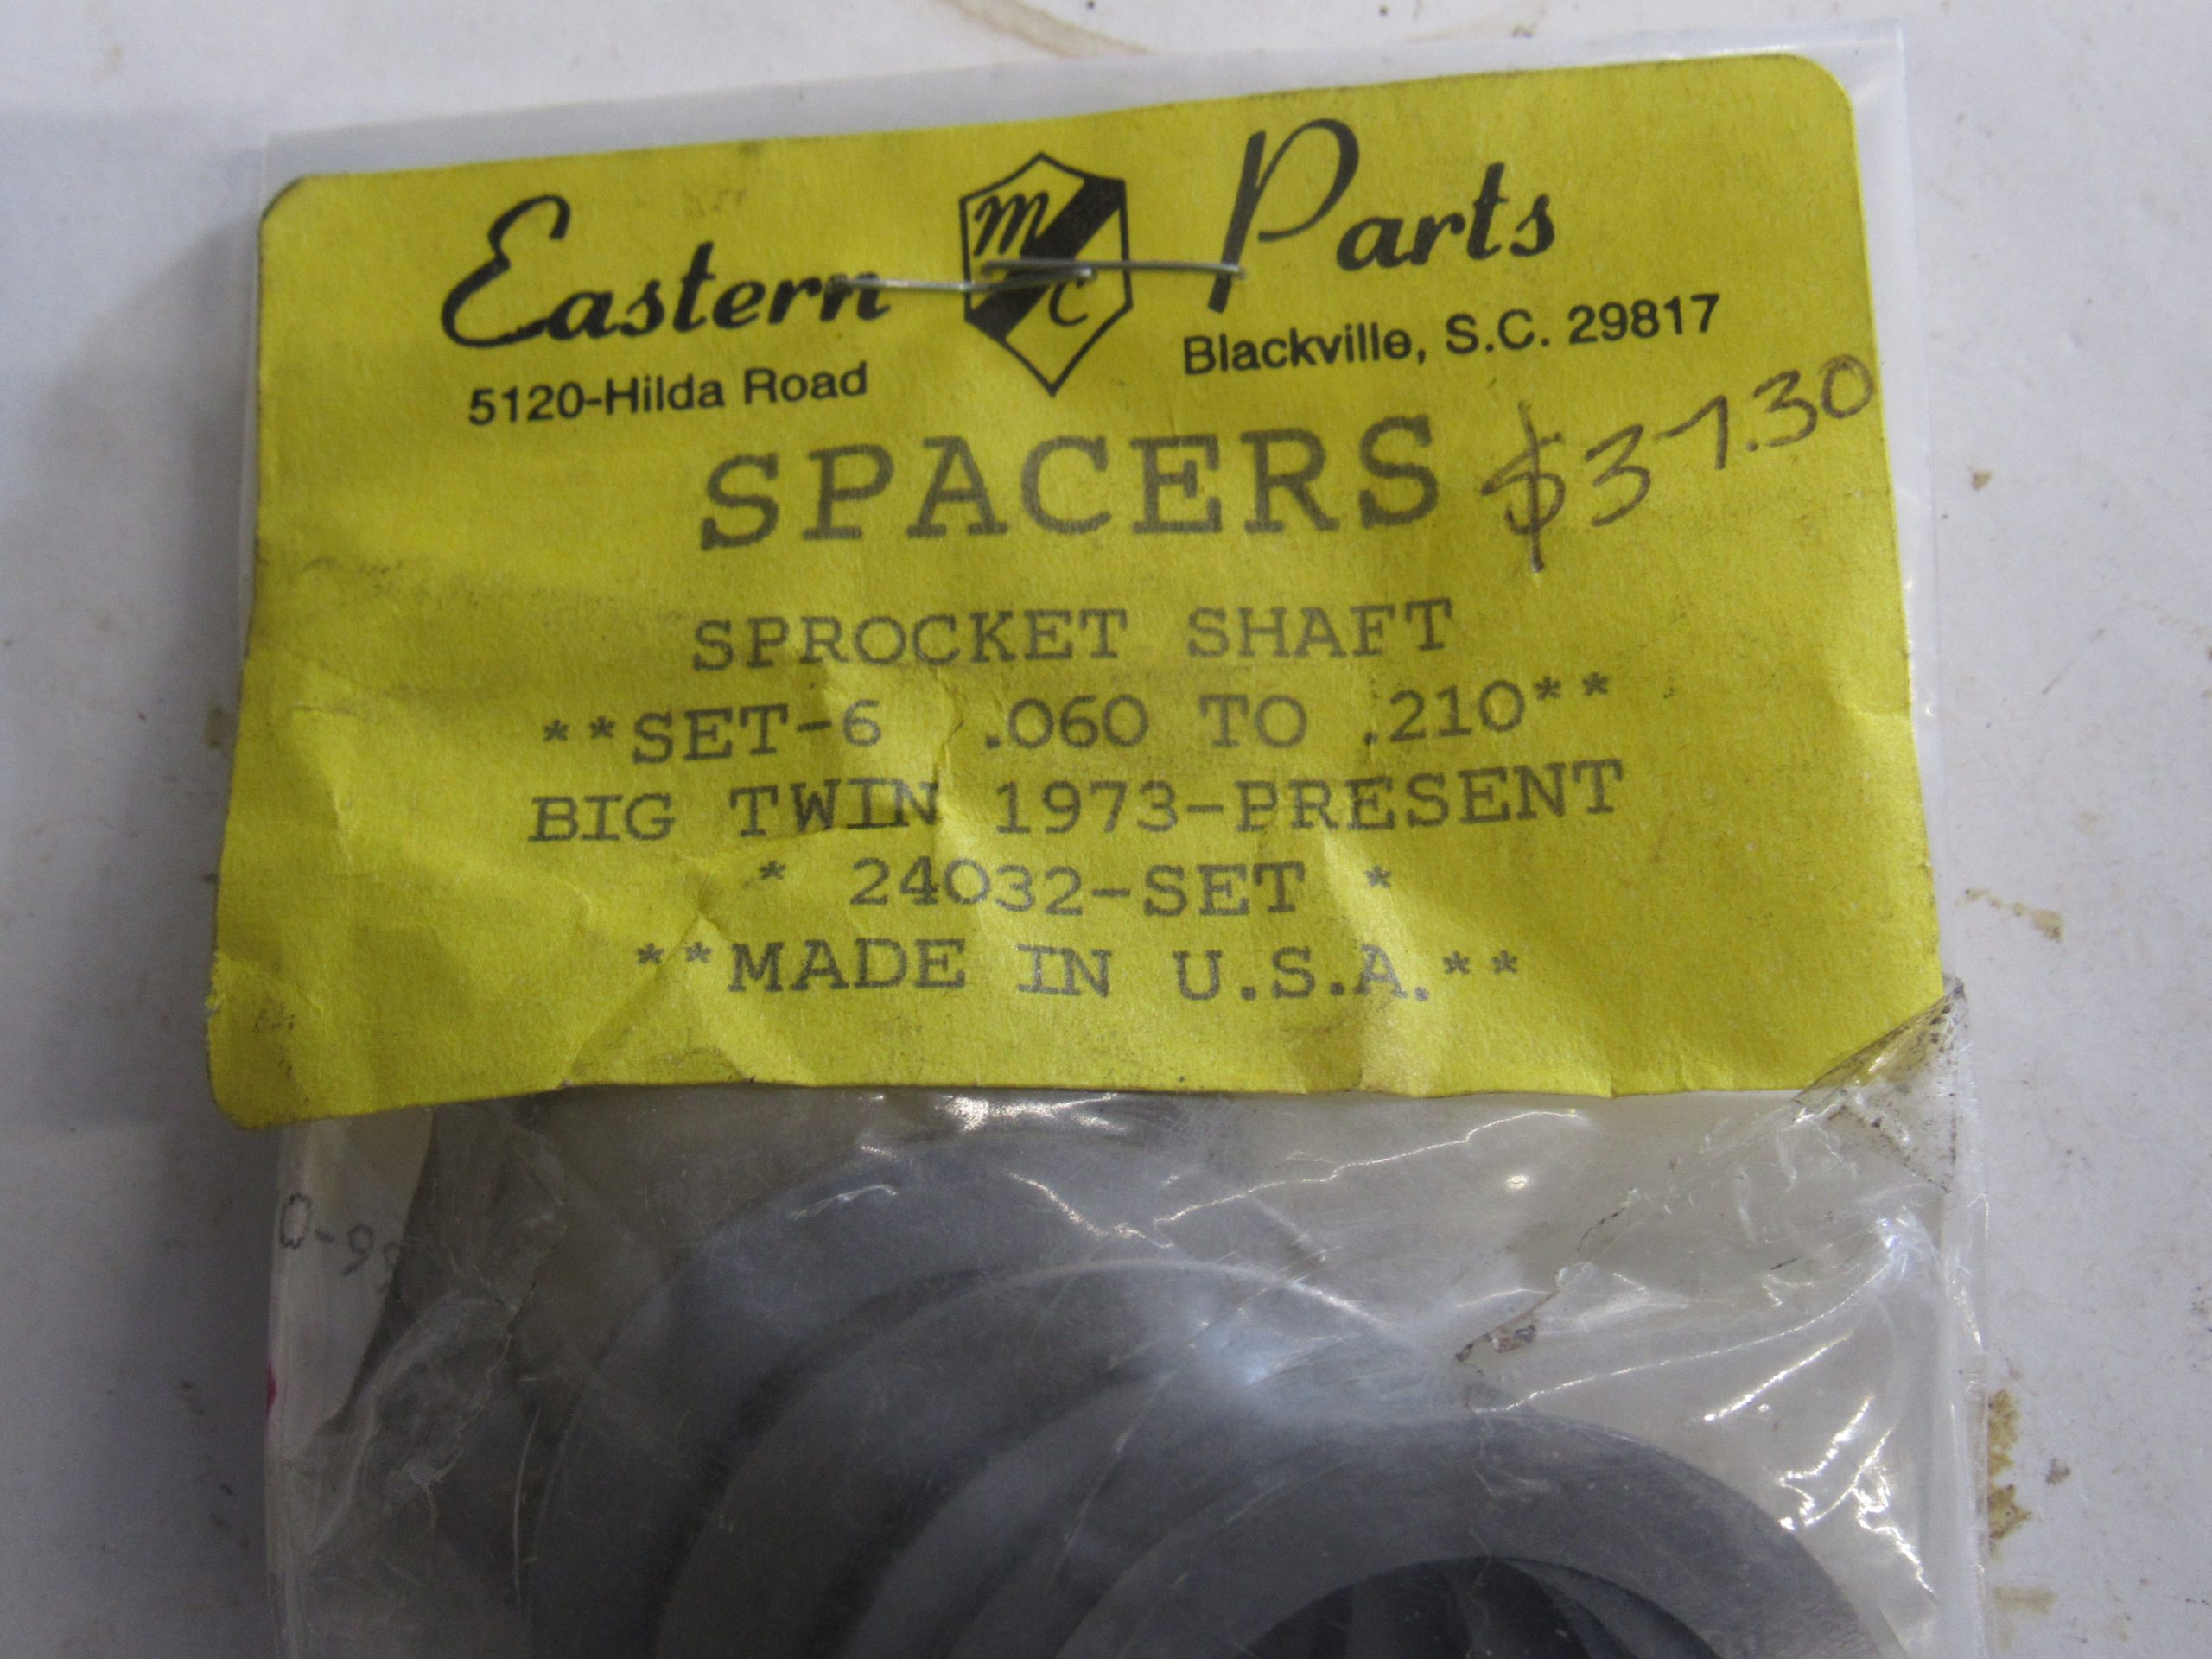 Eastern MC Parts
5120-Hilda Road Blackville, S.C. 29817
SPACERS $37.30
SPROCKET SHAFT
**SET-6 .060 TO .210**
BIG TWIN 1973-PRESENT
* 24032-SET *
**MADE IN U.S.A.**